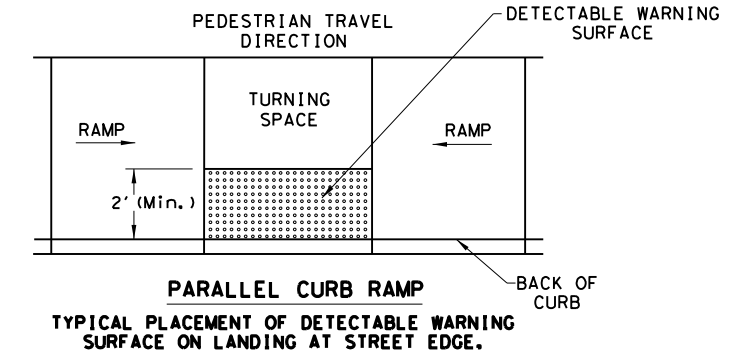 PEDESTRIAN TRAVEL
DIRECTION
DETECTABLE WARNING
SURFACE
TURNING
SPACE
RAMP
RAMP
2' (Min.)
BACK OF
CURB
PARALLEL CURB RAMP
TYPICAL PLACEMENT OF DETECTABLE WARNING
SURFACE ON LANDING AT STREET EDGE.